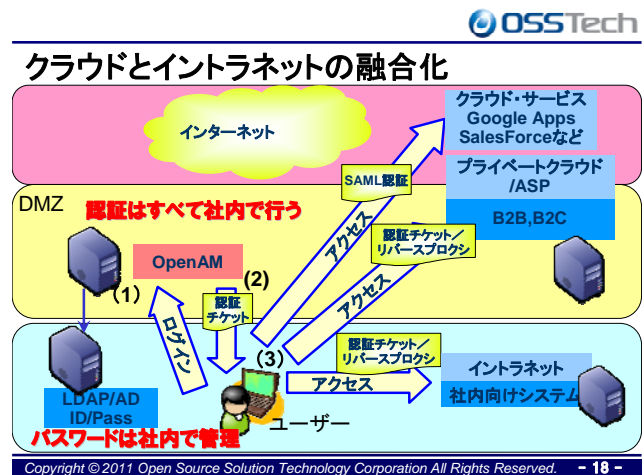 OSSTech
クラウドとイントラネットの融合化
クラウド・サービス
Google Apps
SalesForceなど
インターネット
プライベートクラウド
/ASP
SAML認証
DMZ
認証はすべて社内で行う
B2B,B2C
認証チケット/
リバースプロクシ
アクセス
OpenAM
(2)
(1)
アクセス
認証
チケット
ログイン
(3)
認証チケット/
リバースプロクシ
イントラネット
アクセス
社内向けシステム
LDAP/AD
ID/Pass
ユーザー
パスワードは社内で管理
Copyright © 2011 Open Source Solution Technology Corporation All Rights Reserved.
- 18 -